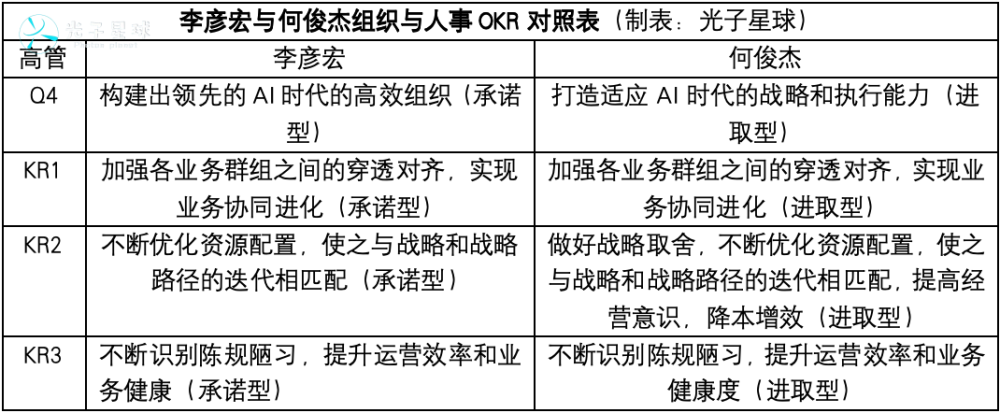 李彦宏与何俊杰组织与人事 OKR 对照表（制表：光子星球）
光子星球
高管
李彦宏
何俊杰
Q4
构建出领先的 AI 时代的高效组织（承诺
型）
打造适应 AI 时代的战略和执行能力（进
取型）
KR1
加强各业务群组之间的穿透对齐，实现
业务协同进化（承诺型）
加强各业务群组之间的穿透对齐，实现业
务协同进化（进取型）
KR2
不断优化资源配置，使之与战略和战略
路径的迭代相匹配（承诺型）
做好战略取舍，不断优化资源配置，使之
与战略和战略路径的迭代相匹配，提高经
营意识，降本增效（进取型）
KR3
不断识别陈规陋习，提升运营效率和业
务健康（承诺型）
不断识别陈规陋习，提升运营效率和业务
健康度（进取型）